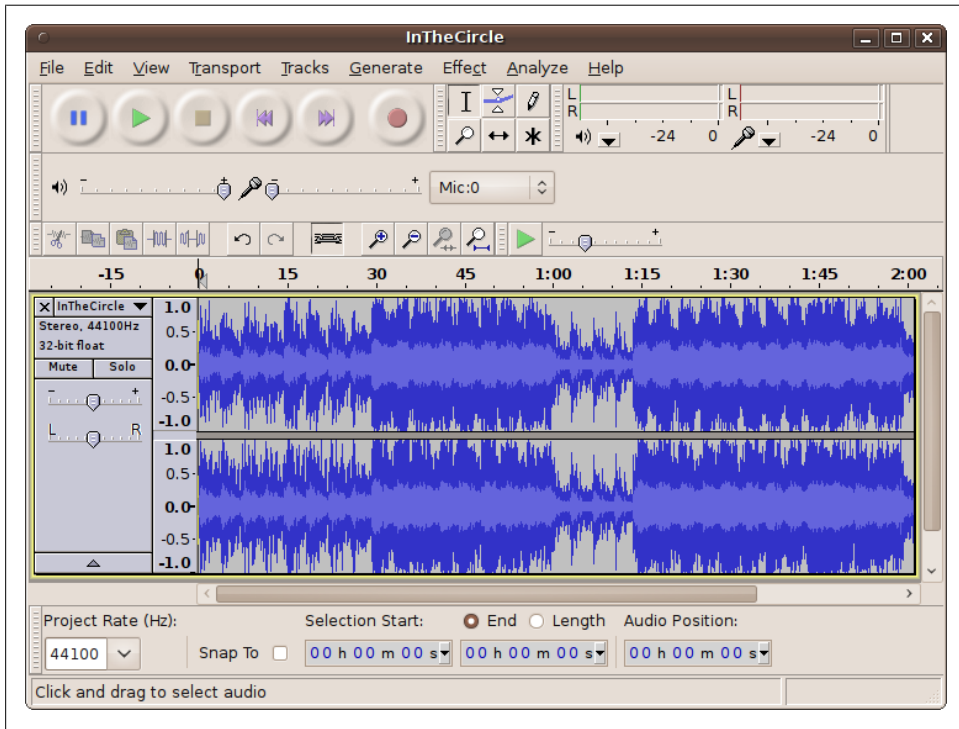 InTheCircle
File Edit View Transport Tracks Generate Effect Analyze Help
L
R
-24 0
L
R
-24 0
Mic:0
-15 0 15 30 45 1:00 1:15 1:30 1:45 2:00
InTheCircle
Stereo, 44100Hz
32-bit float
Mute Solo
- +
L R
1.0
0.5
0.0
-0.5
-1.0
1.0
0.5
0.0
-0.5
-1.0
Project Rate (Hz): Selection Start: End Length Audio Position:
44100 Snap To 00 h 00 m 00 s 00 h 00 m 00 s 00 h 00 m 00 s
Click and drag to select audio